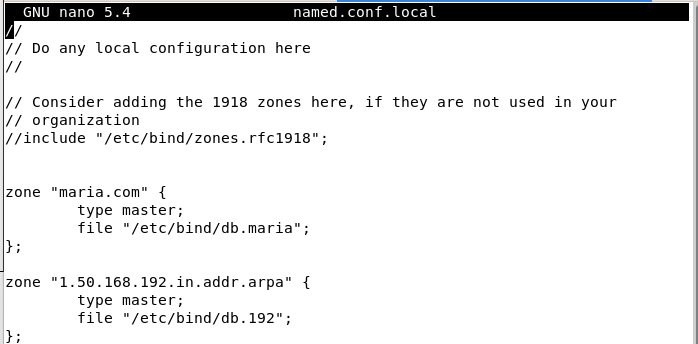 GNU nano 5.4 named.conf.local
//
// Do any local configuration here
//
// Consider adding the 1918 zones here, if they are not used in your
// organization
//include "/etc/bind/zones.rfc1918";
zone "maria.com" {
type master;
file "/etc/bind/db.maria";
};
zone "1.50.168.192.in.addr.arpa" {
type master;
file "/etc/bind/db.192";
};